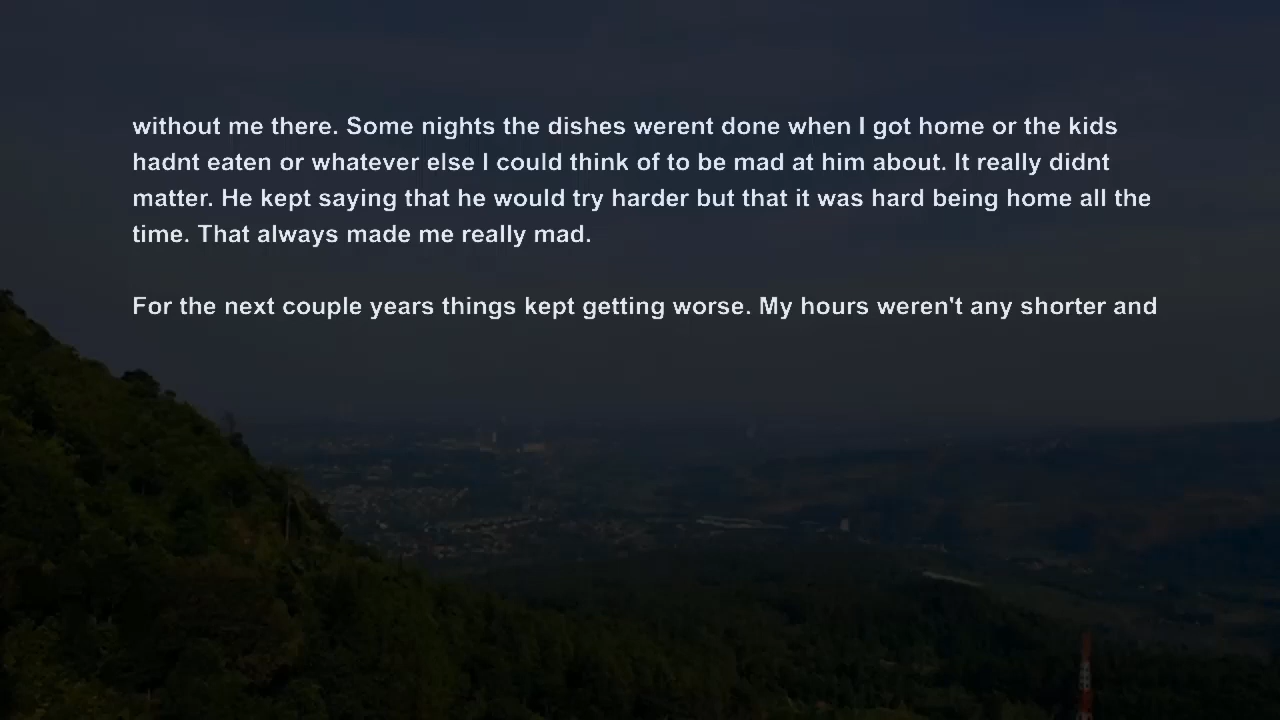 without me there. Some nights the dishes werent done when I got home or the kids
hadnt eaten or whatever else I could think of to be mad at him about. It really didnt
matter. He kept saying that he would try harder but that it was hard being home all the
time. That always made me really mad.
For the next couple years things kept getting worse. My hours weren't any shorter and